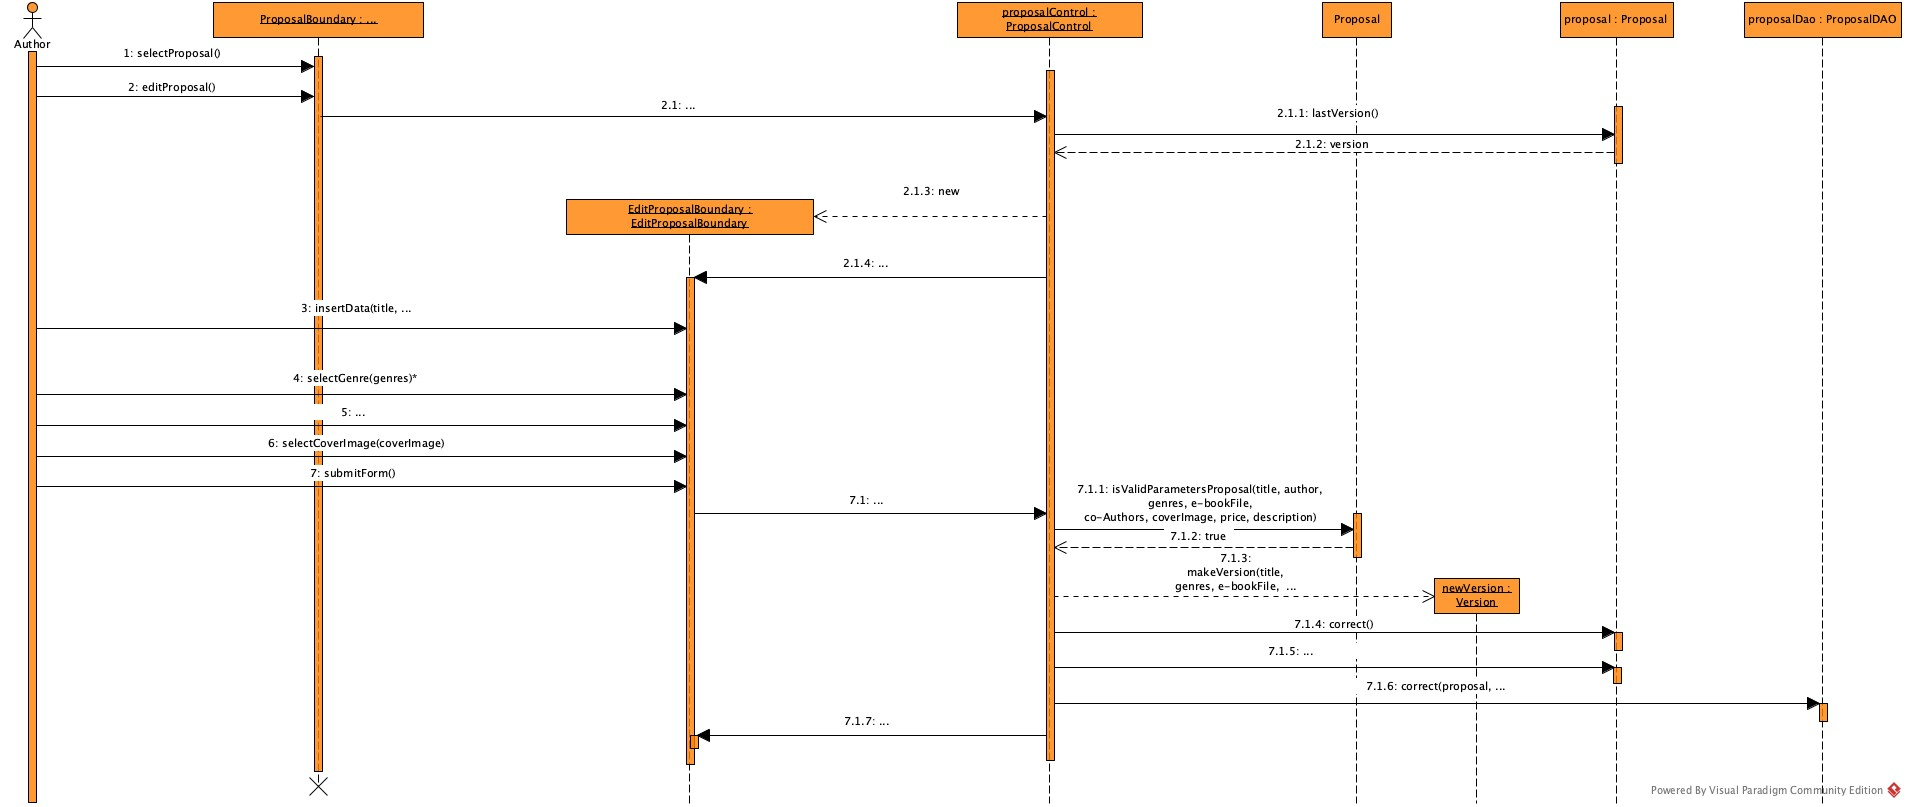 Author
ProposalBoundary : ...
proposalControl :
ProposalControl
Proposal
proposal : Proposal
proposalDao : ProposalDAO
1: selectProposal()
2: editProposal()
2.1: ...
2.1.1: lastVersion()
2.1.2: version
2.1.3: new
EditProposalBoundary :
EditProposalBoundary
2.1.4: ...
3: insertData(title, ...
4: selectGenre(genres)*
5: ...
6: selectCoverImage(coverImage)
7: submitForm()
7.1: ...
7.1.1: isValidParametersProposal(title, author,
genres, e-bookFile,
co-Authors, coverImage, price, description)
7.1.2: true
7.1.3:
makeVersion(title,
genres, e-bookFile, ...
newVersion :
Version
7.1.4: correct()
7.1.5: ...
7.1.6: correct(proposal, ...
7.1.7: ...
Powered By Visual Paradigm Community Edition